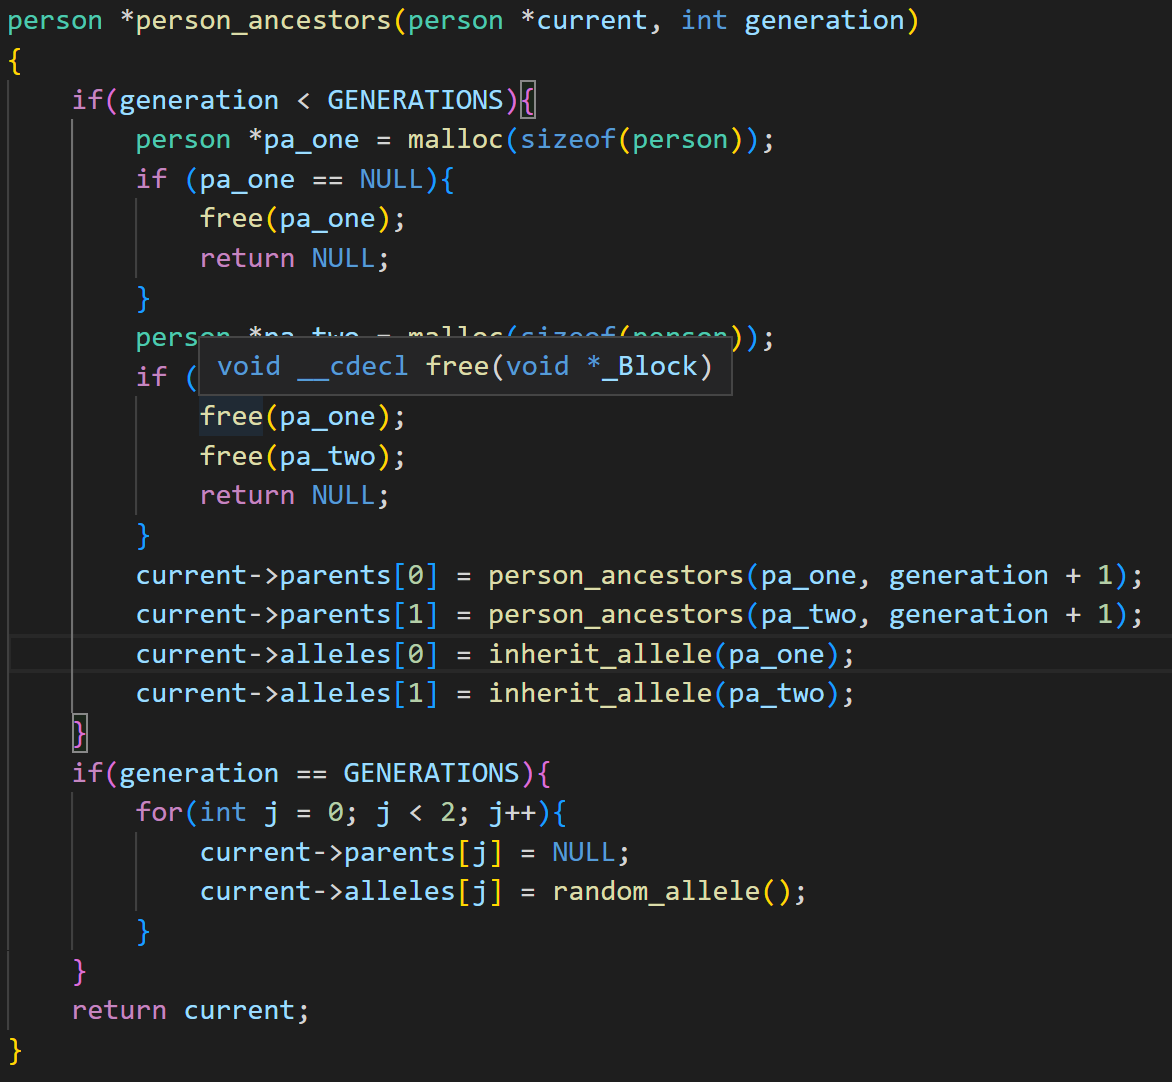 person *person_ancestors(person *current, int generation)
{
if(generation < GENERATIONS){
person *pa_one = malloc(sizeof(person));
if (pa_one == NULL){
free(pa_one);
return NULL;
}
person *pa_two = malloc(sizeof(person));
if (
void __cdecl free(void *_Block)
free(pa_one);
free(pa_two);
return NULL;
}
current->parents[0] = person_ancestors(pa_one, generation + 1);
current->parents[1] = person_ancestors(pa_two, generation + 1);
current->alleles[0] = inherit_allele(pa_one);
current->alleles[1] = inherit_allele(pa_two);
}
if(generation == GENERATIONS){
for(int j = 0; j < 2; j++){
current->parents[j] = NULL;
current->alleles[j] = random_allele();
}
}
return current;
}